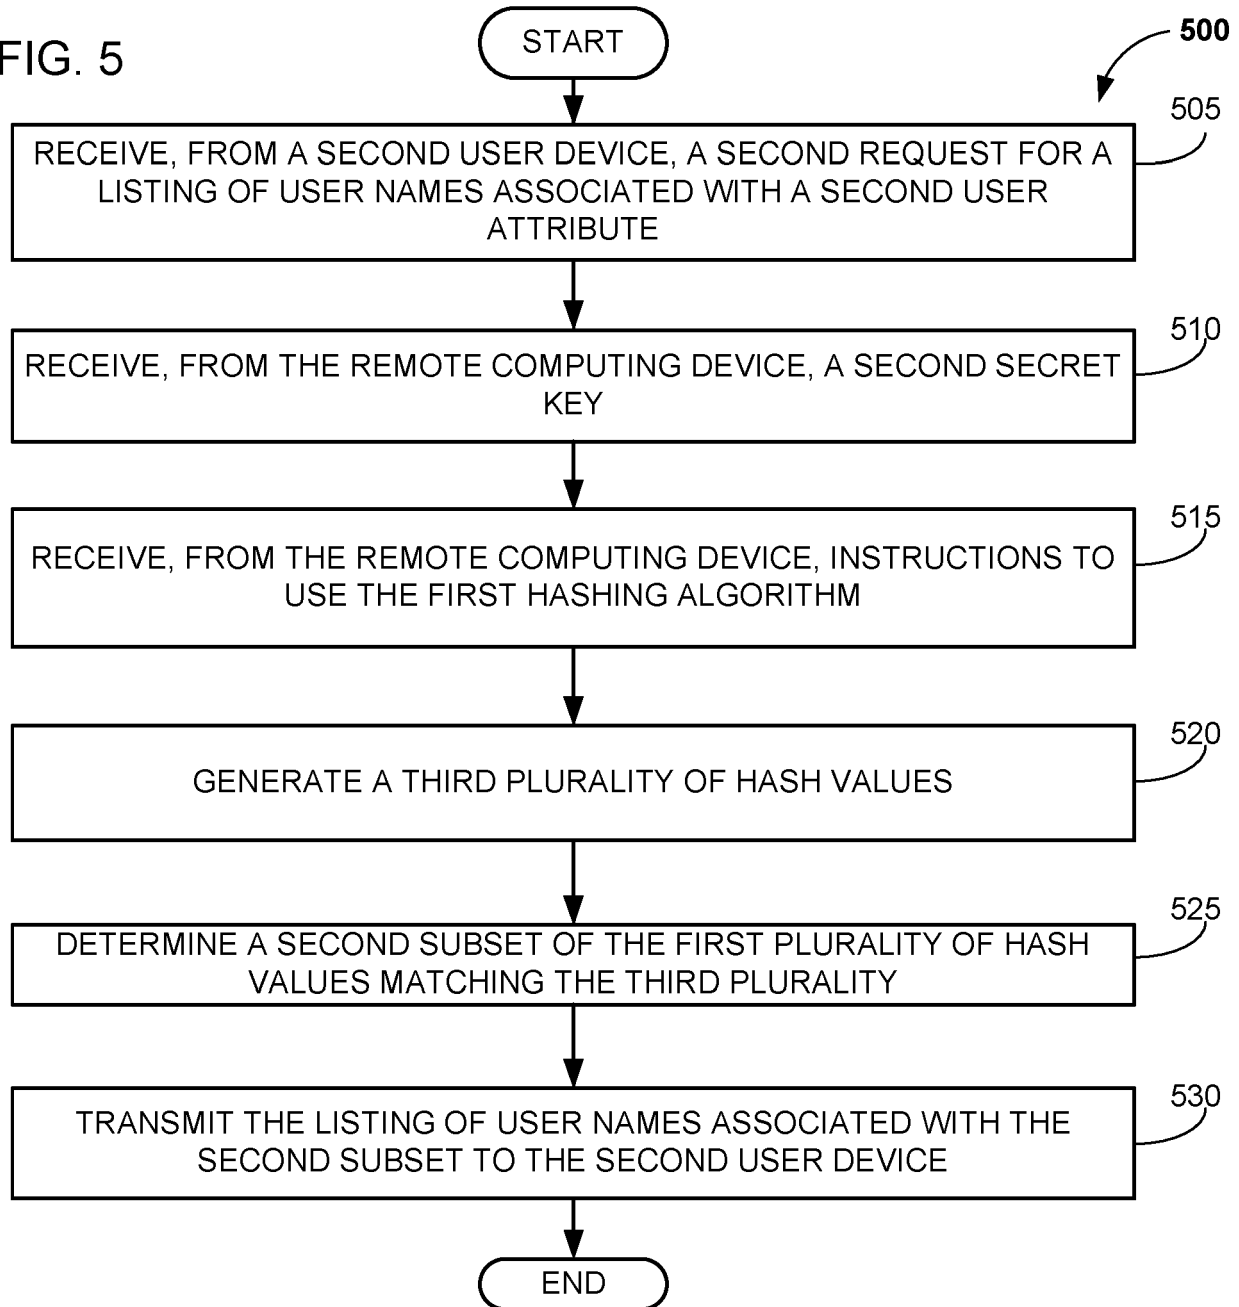 FIG. 5
START
500
505
RECEIVE, FROM A SECOND USER DEVICE, A SECOND REQUEST FOR A
LISTING OF USER NAMES ASSOCIATED WITH A SECOND USER
ATTRIBUTE
510
RECEIVE, FROM THE REMOTE COMPUTING DEVICE, A SECOND SECRET
KEY
515
RECEIVE, FROM THE REMOTE COMPUTING DEVICE, INSTRUCTIONS TO
USE THE FIRST HASHING ALGORITHM
520
GENERATE A THIRD PLURALITY OF HASH VALUES
525
DETERMINE A SECOND SUBSET OF THE FIRST PLURALITY OF HASH
VALUES MATCHING THE THIRD PLURALITY
530
TRANSMIT THE LISTING OF USER NAMES ASSOCIATED WITH THE
SECOND SUBSET TO THE SECOND USER DEVICE
END